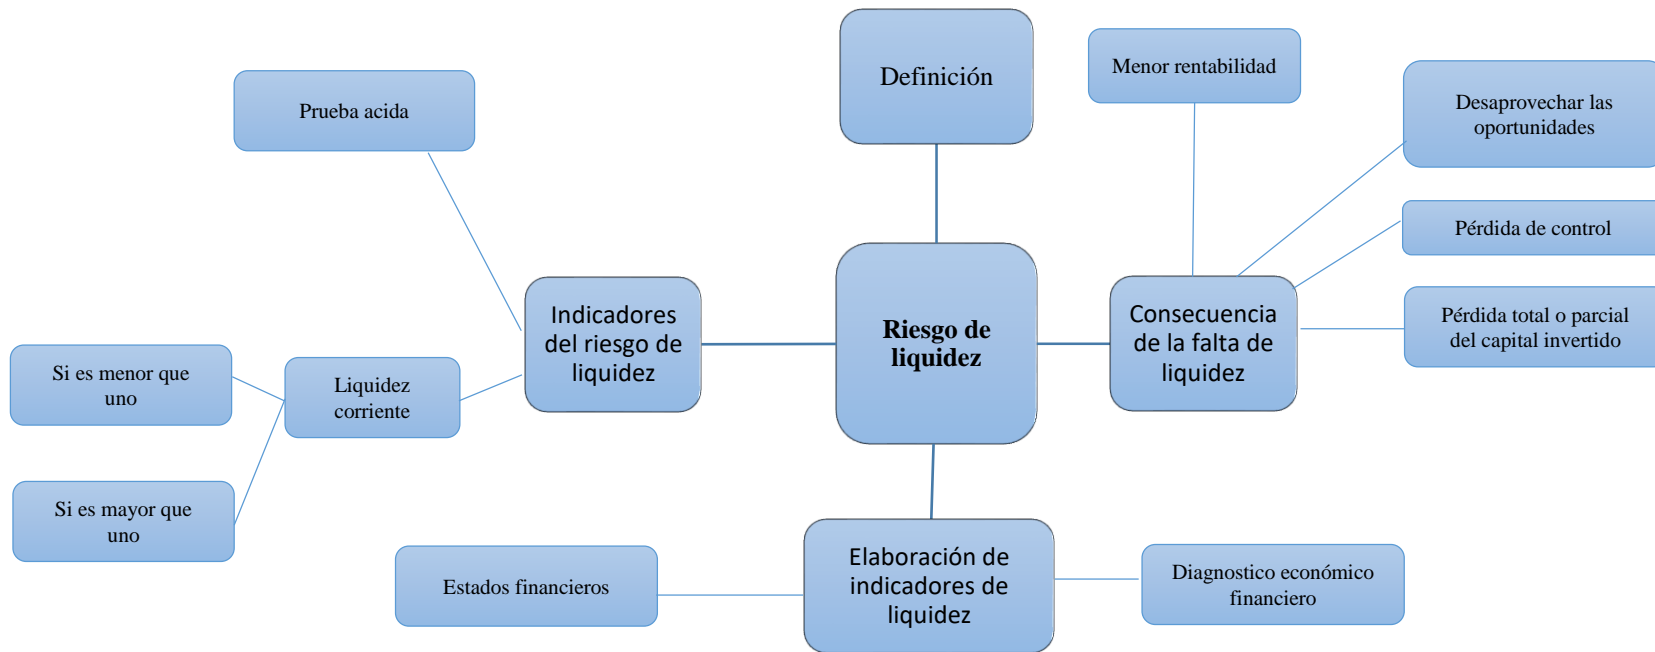 Definición
Menor rentabilidad
Prueba acida
Desaprovechar las
oportunidades
Pérdida de control
Indicadores
del riesgo de
liquidez
Riesgo de
liquidez
Consecuencia
de la falta de
liquidez
Pérdida total o parcial
del capital invertido
Si es menor que
uno
Liquidez
corriente
Si es mayor que
uno
Estados financieros
Elaboración de
indicadores de
liquidez
Diagnostico económico
financiero